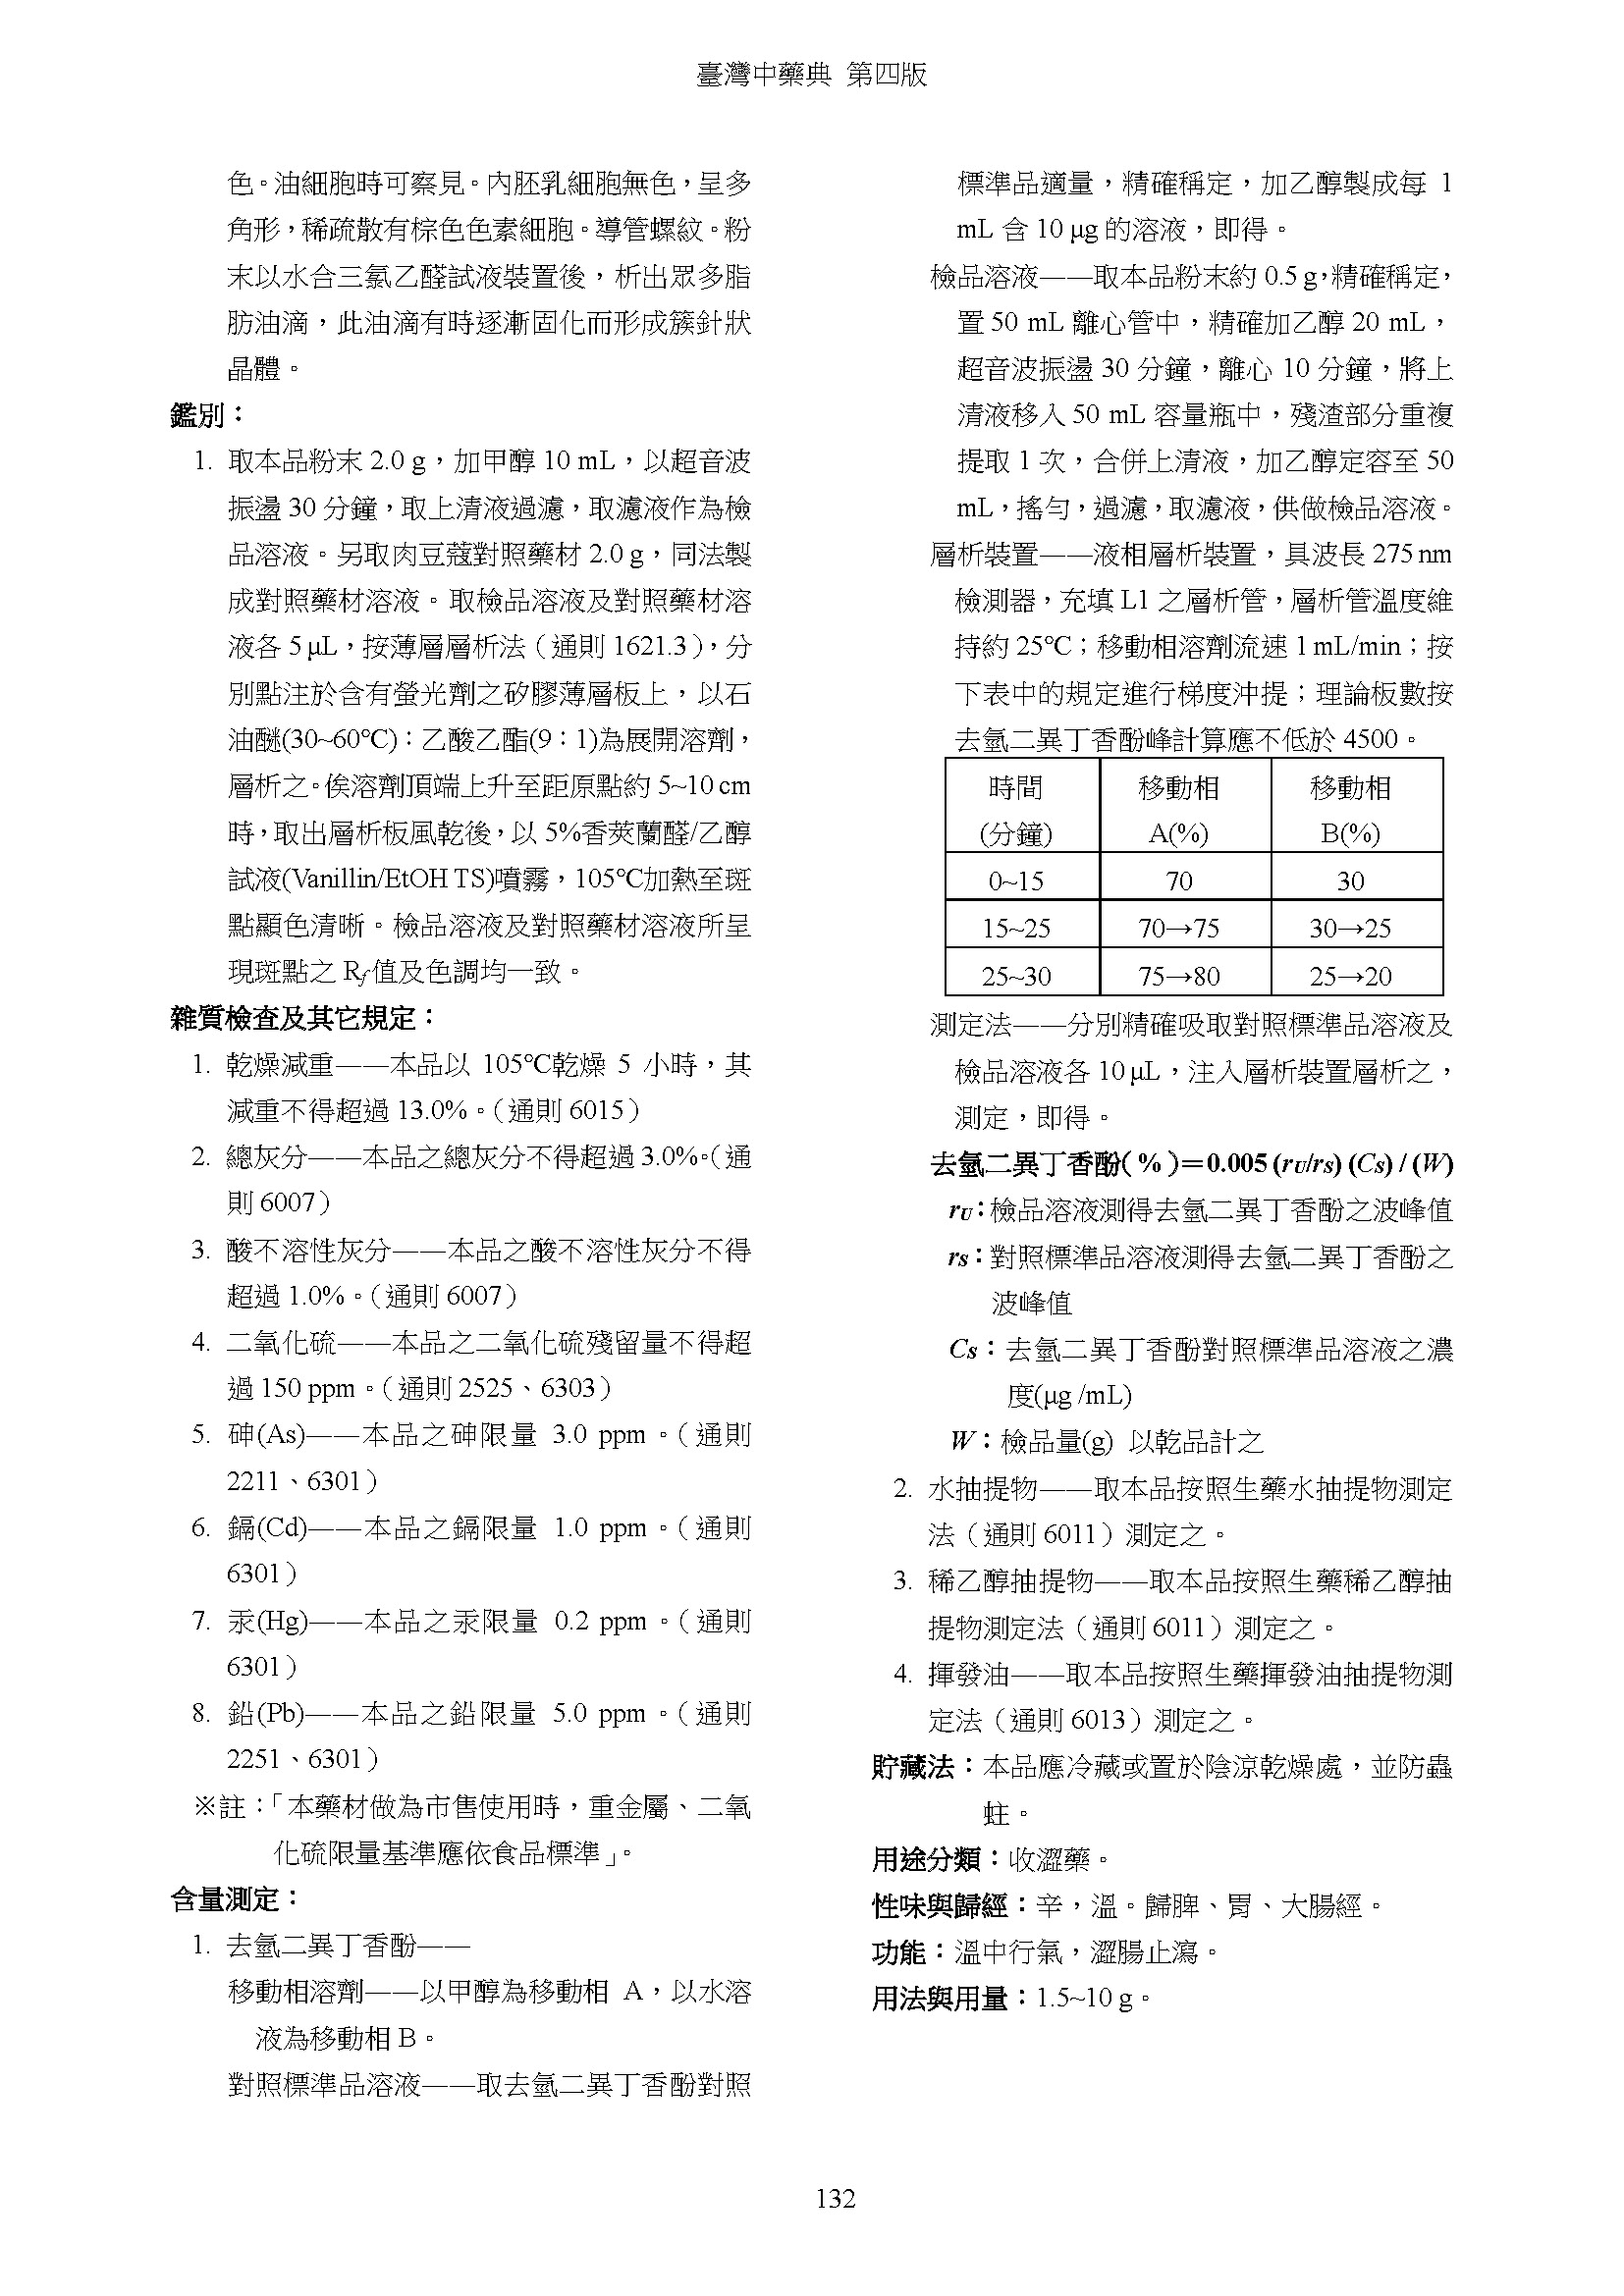 臺灣中藥典 第四版
色。油細胞時可察見。內胚乳細胞無色，呈多
角形，稀疏散有棕色色素細胞。導管螺紋。粉
末以水合三氯乙醛試液裝置後，析出眾多脂
肪油滴，此油滴有時逐漸固化而形成簇針狀
晶體。
鑑別：
1. 取本品粉末 2.0 g，加甲醇 10 mL，以超音波
振盪 30 分鐘，取上清液過濾，取濾液作為檢
品溶液。另取肉豆蔻對照藥材 2.0 g，同法製
成對照藥材溶液。取檢品溶液及對照藥材溶
液各 5 μL，按薄層層析法（通則 1621.3），分
別點注於含有螢光劑之矽膠薄層板上，以石
油醚(30~60℃)：乙酸乙酯(9：1)為展開溶劑，
層析之。俟溶劑頂端上升至距原點約 5~10 cm
時，取出層析板風乾後，以 5%香莢蘭醛/乙醇
試液(Vanillin/EtOH TS)噴霧，105℃加熱至斑
點顯色清晰。檢品溶液及對照藥材溶液所呈
現斑點之 Rf 值及色調均一致。
雜質檢查及其它規定：
1. 乾燥減重——本品以 105℃乾燥 5 小時，其
減重不得超過 13.0%。（通則 6015）
2. 總灰分——本品之總灰分不得超過 3.0%。（通
則 6007）
3. 酸不溶性灰分——本品之酸不溶性灰分不得
超過 1.0%。（通則 6007）
4. 二氧化硫——本品之二氧化硫殘留量不得超
過 150 ppm。（通則 2525、6303）
5. 砷(As)——本品之砷限量 3.0 ppm。（通則
2211、6301）
6. 鎘(Cd)——本品之鎘限量 1.0 ppm。（通則
6301）
7. 汞(Hg)——本品之汞限量 0.2 ppm。（通則
6301）
8. 鉛(Pb)——本品之鉛限量 5.0 ppm。（通則
2251、6301）
※註：「本藥材做為市售使用時，重金屬、二氧
化硫限量基準應依食品標準」。
含量測定：
1. 去氫二異丁香酚——
移動相溶劑——以甲醇為移動相 A，以水溶
液為移動相 B。
對照標準品溶液——取去氫二異丁香酚對照
標準品適量，精確稱定，加乙醇製成每 1
mL 含 10 μg 的溶液，即得。
檢品溶液——取本品粉末約 0.5 g，精確稱定，
置 50 mL 離心管中，精確加乙醇 20 mL，
超音波振盪 30 分鐘，離心 10 分鐘，將上
清液移入 50 mL 容量瓶中，殘渣部分重複
提取 1 次，合併上清液，加乙醇定容至 50
mL，搖勻，過濾，取濾液，供做檢品溶液。
層析裝置——液相層析裝置，具波長 275 nm
檢測器，充填 L1 之層析管，層析管溫度維
持約 25℃；移動相溶劑流速 1 mL/min；按
下表中的規定進行梯度沖提；理論板數按
去氫二異丁香酚峰計算應不低於 4500。
時間 移動相 移動相
(分鐘) A(%) B(%)
0~15 70 30
15~25 70→75 30→25
25~30 75→80 25→20
測定法——分別精確吸取對照標準品溶液及
檢品溶液各 10 μL，注入層析裝置層析之，
測定，即得。
去氫二異丁香酚(％)＝0.005 (rU/rS) (CS) / (W)
rU：檢品溶液測得去氫二異丁香酚之波峰值
rS：對照標準品溶液測得去氫二異丁香酚之
波峰值
CS：去氫二異丁香酚對照標準品溶液之濃
度(μg /mL)
W：檢品量(g) 以乾品計之
2. 水抽提物——取本品按照生藥水抽提物測定
法（通則 6011）測定之。
3. 稀乙醇抽提物——取本品按照生藥稀乙醇抽
提物測定法（通則 6011）測定之。
4. 揮發油——取本品按照生藥揮發油抽提物測
定法（通則 6013）測定之。
貯藏法：本品應冷藏或置於陰涼乾燥處，並防蟲
蛀。
用途分類：收澀藥。
性味與歸經：辛，溫。歸脾、胃、大腸經。
功能：溫中行氣，澀腸止瀉。
用法與用量：1.5~10 g。
132